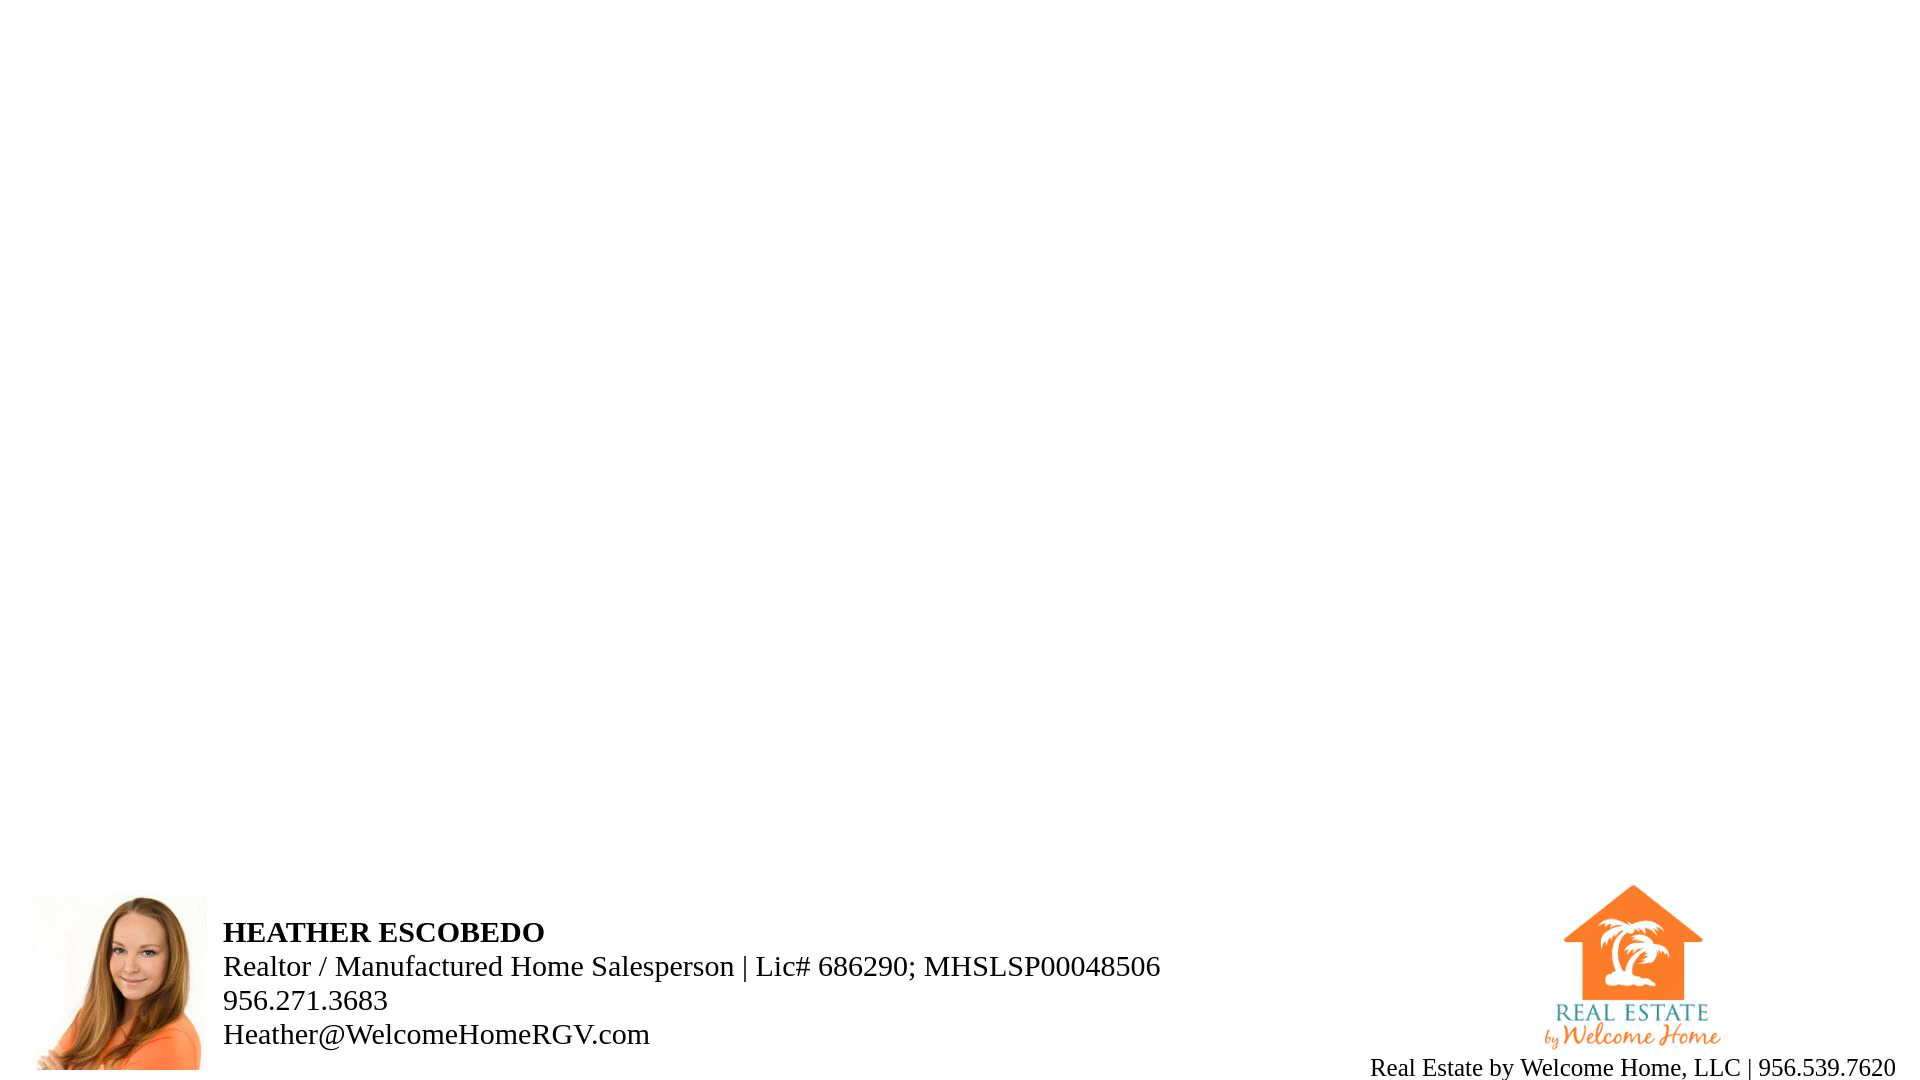 HEATHER ESCOBEDO
Realtor / Manufactured Home Salesperson | Lic# 686290; MHSLSP00048506
956.271.3683
Heather@WelcomeHomeRGV.com
REAL ESTATE
by Welcome Home
Real Estate by Welcome Home, LLC | 956.539.7620